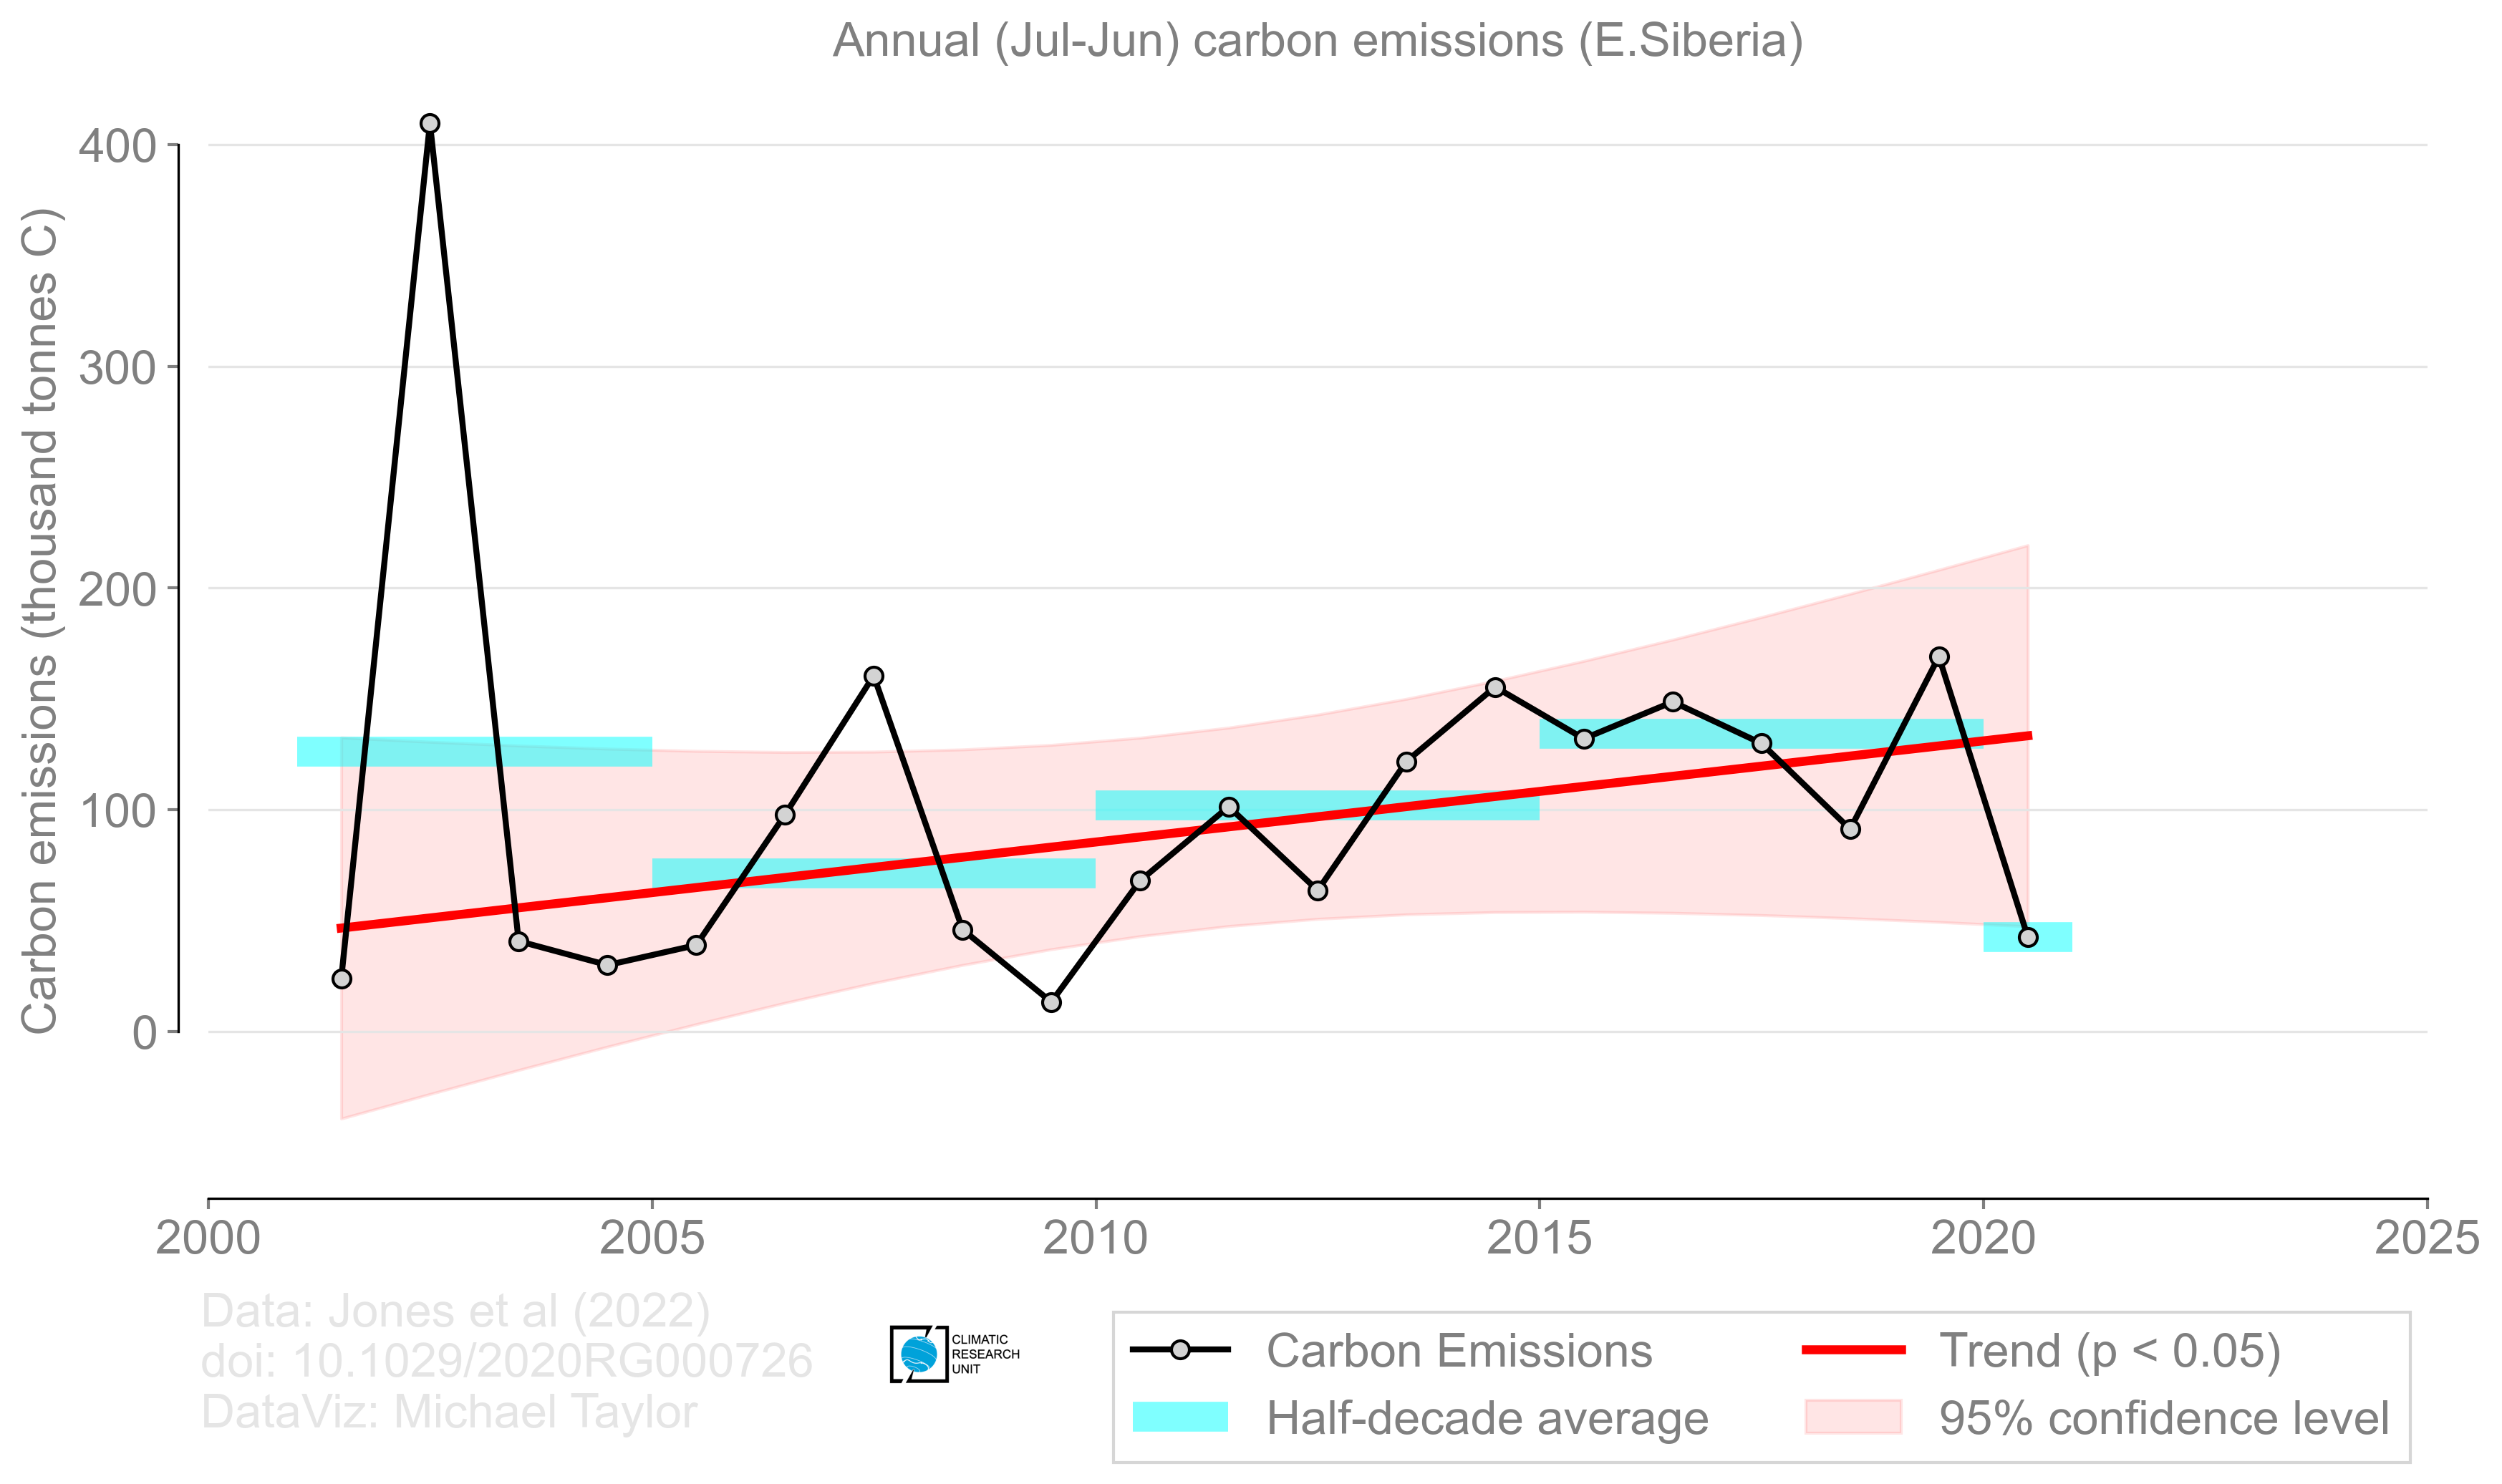 Annual (Jul-Jun) carbon emissions (E.Siberia)
Carbon emissions (thousand tonnes C)
400
300
200
100
0
2000 2005 2010 2015 2020 2025
Data: Jones et al (2022)
doi: 10.1029/2020RG000726
DataViz: Michael Taylor
CLIMATIC
RESEARCH
UNIT
Carbon Emissions
Half-decade average
Trend (p < 0.05)
95% confidence level